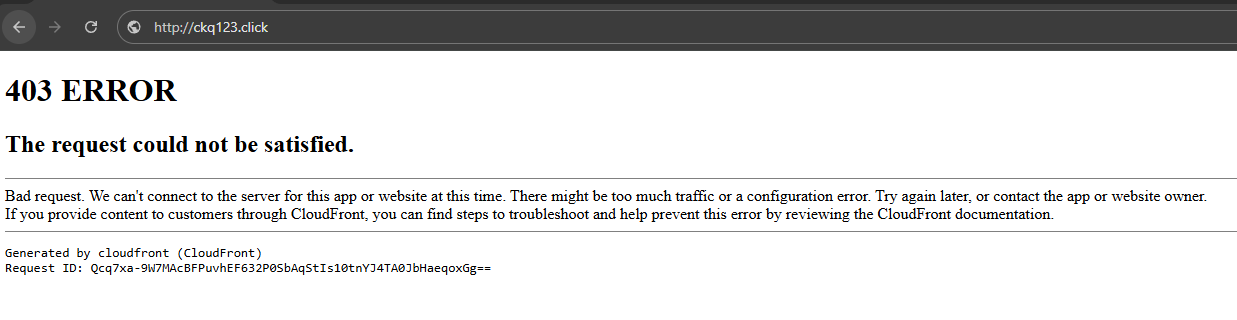 http://ckq123.click
403 ERROR
The request could not be satisfied.
Bad request. We can't connect to the server for this app or website at this time. There might be too much traffic or a configuration error. Try again later, or contact the app or website owner.
If you provide content to customers through CloudFront, you can find steps to troubleshoot and help prevent this error by reviewing the CloudFront documentation.
Generated by cloudfront (CloudFront)
Request ID: Qcq7xa-9W7MAcBFPuvhEF632P0SbAqStIs10tnYJ4TA0JbHaeqoxGg==